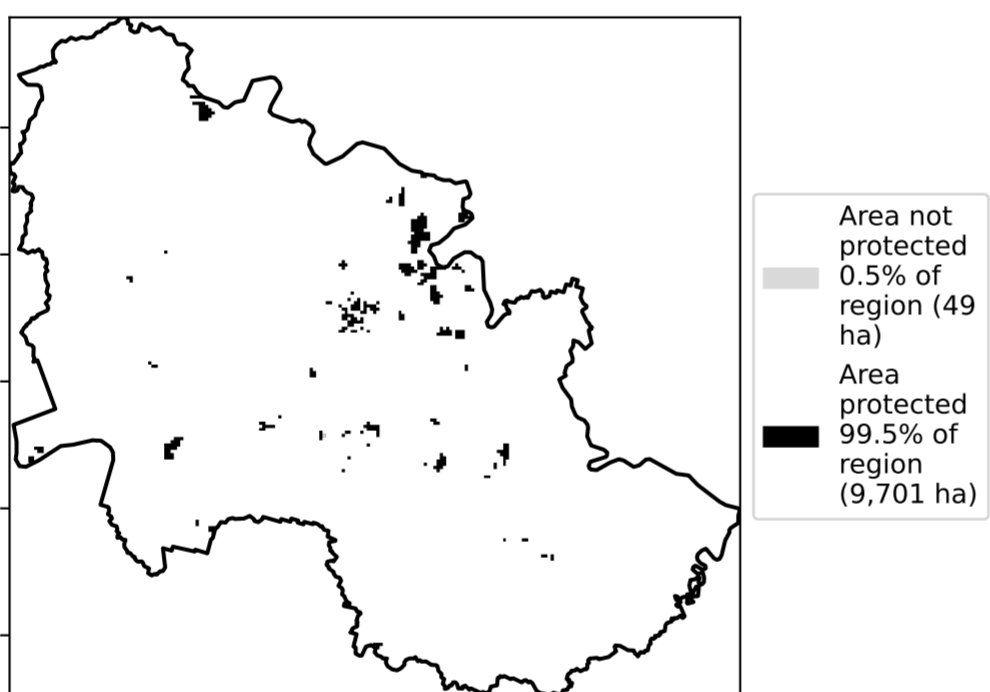 Area not
protected
0.5% of
region (49
ha)
Area
protected
99.5% of
region
(9,701 ha)